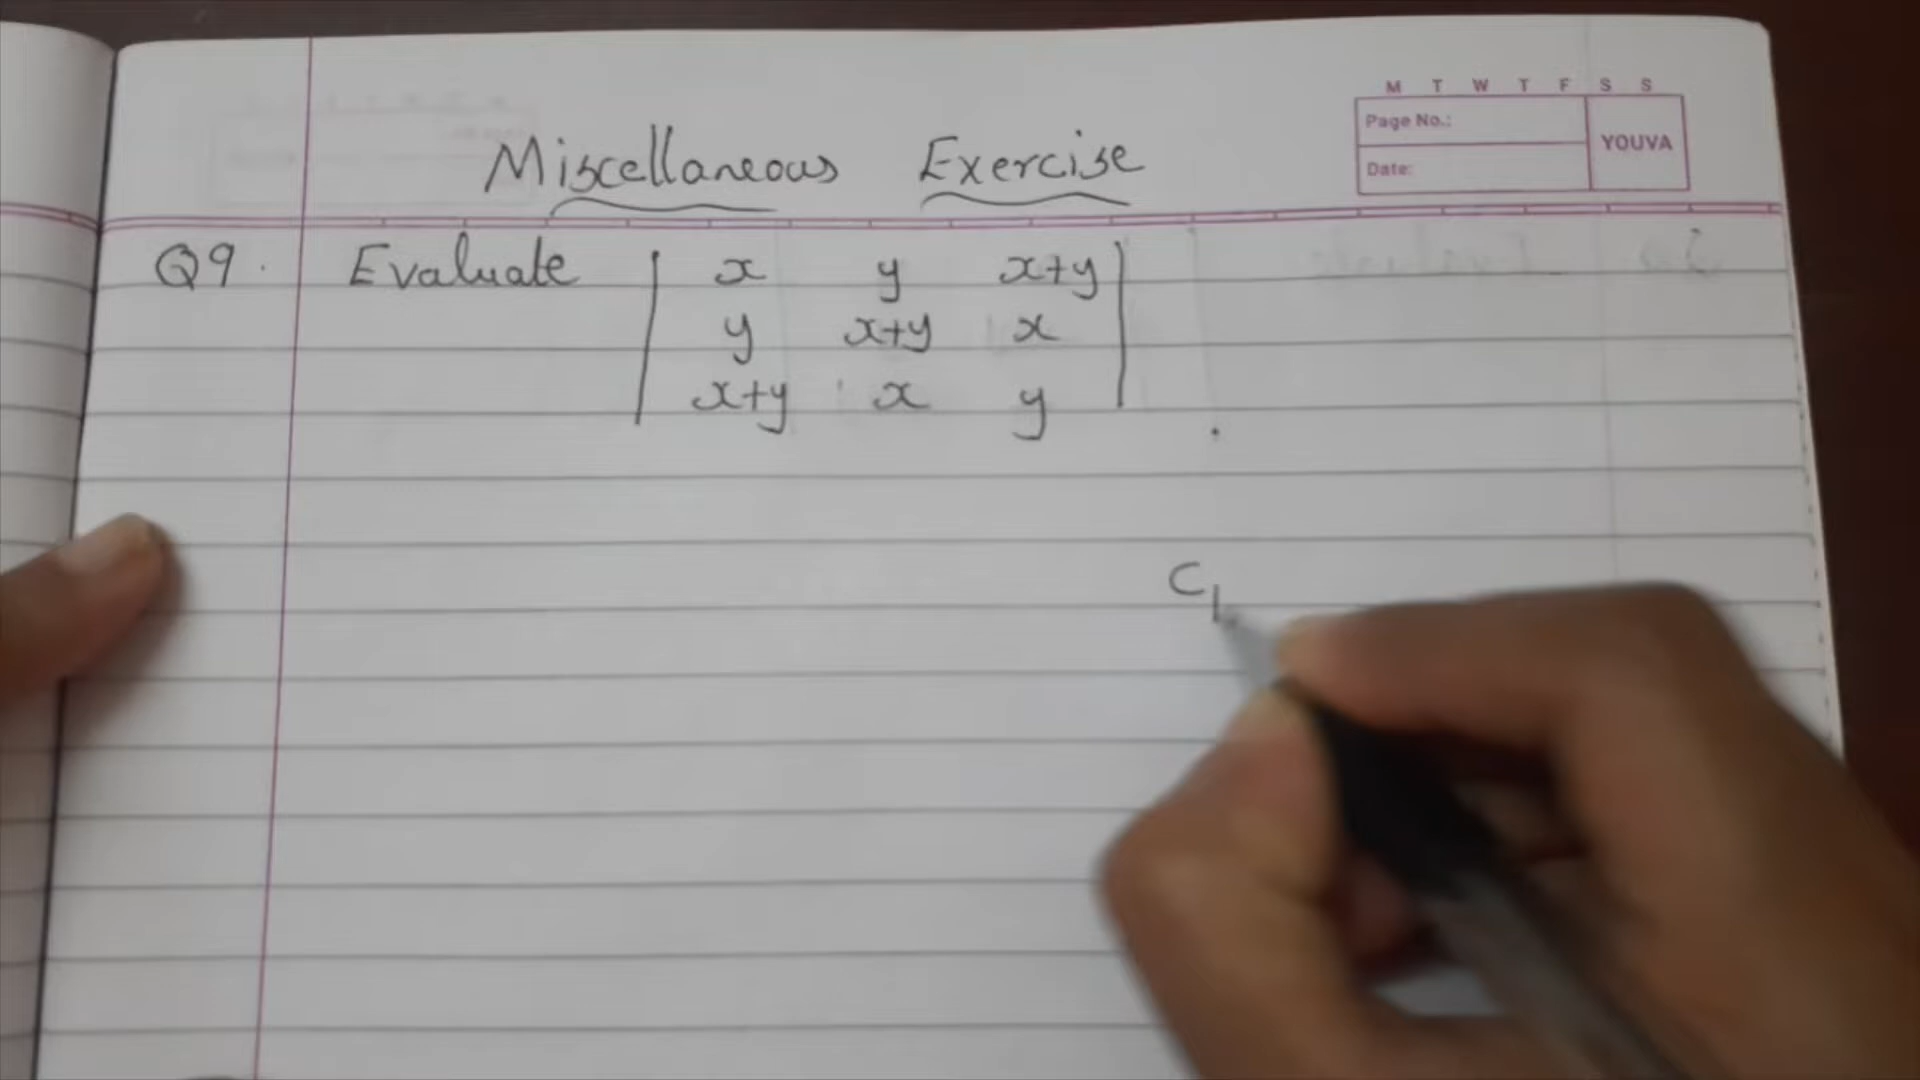 M T W T F S S
Page No.:
YOUVA
Date:
Miscellaneous Exercise
Q9. Evaluate | x y x+y |
| y x+y x |
| x+y x y |
C1